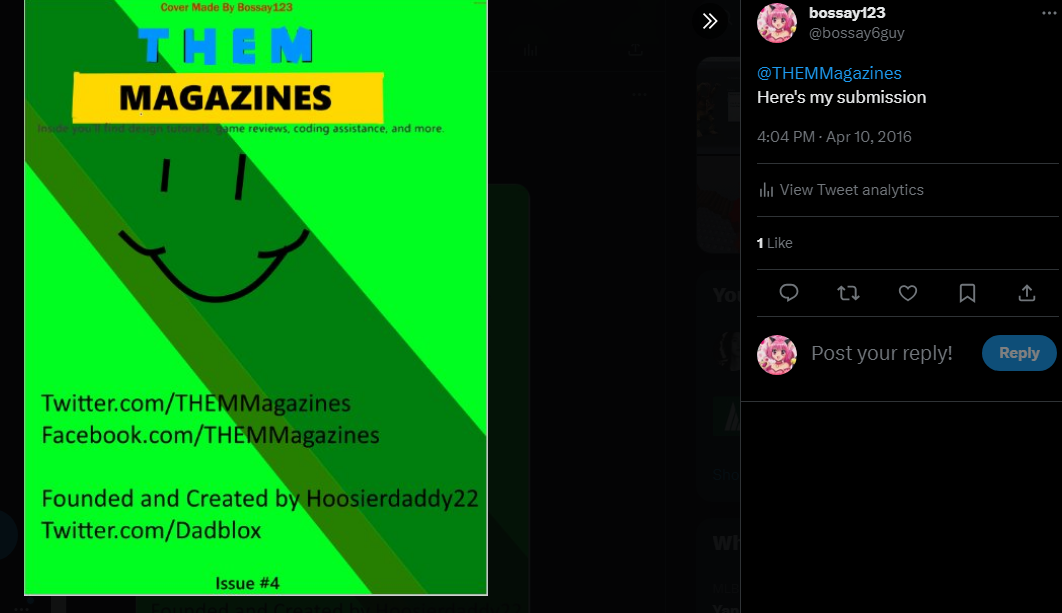 Cover Made By Bossay123
THEM
MAGAZINES
Inside you'll find design tutorials, game reviews, coding assistance, and more.
Twitter.com/THEMMagazines
Facebook.com/THEMMagazines
Founded and Created by Hoosierdaddy22
Twitter.com/Dadblox
Issue #4
bossay123
@bossay6guy
@THEMMagazines
Here's my submission
4:04 PM · Apr 10, 2016
View Tweet analytics
1 Like
Post your reply!
Reply